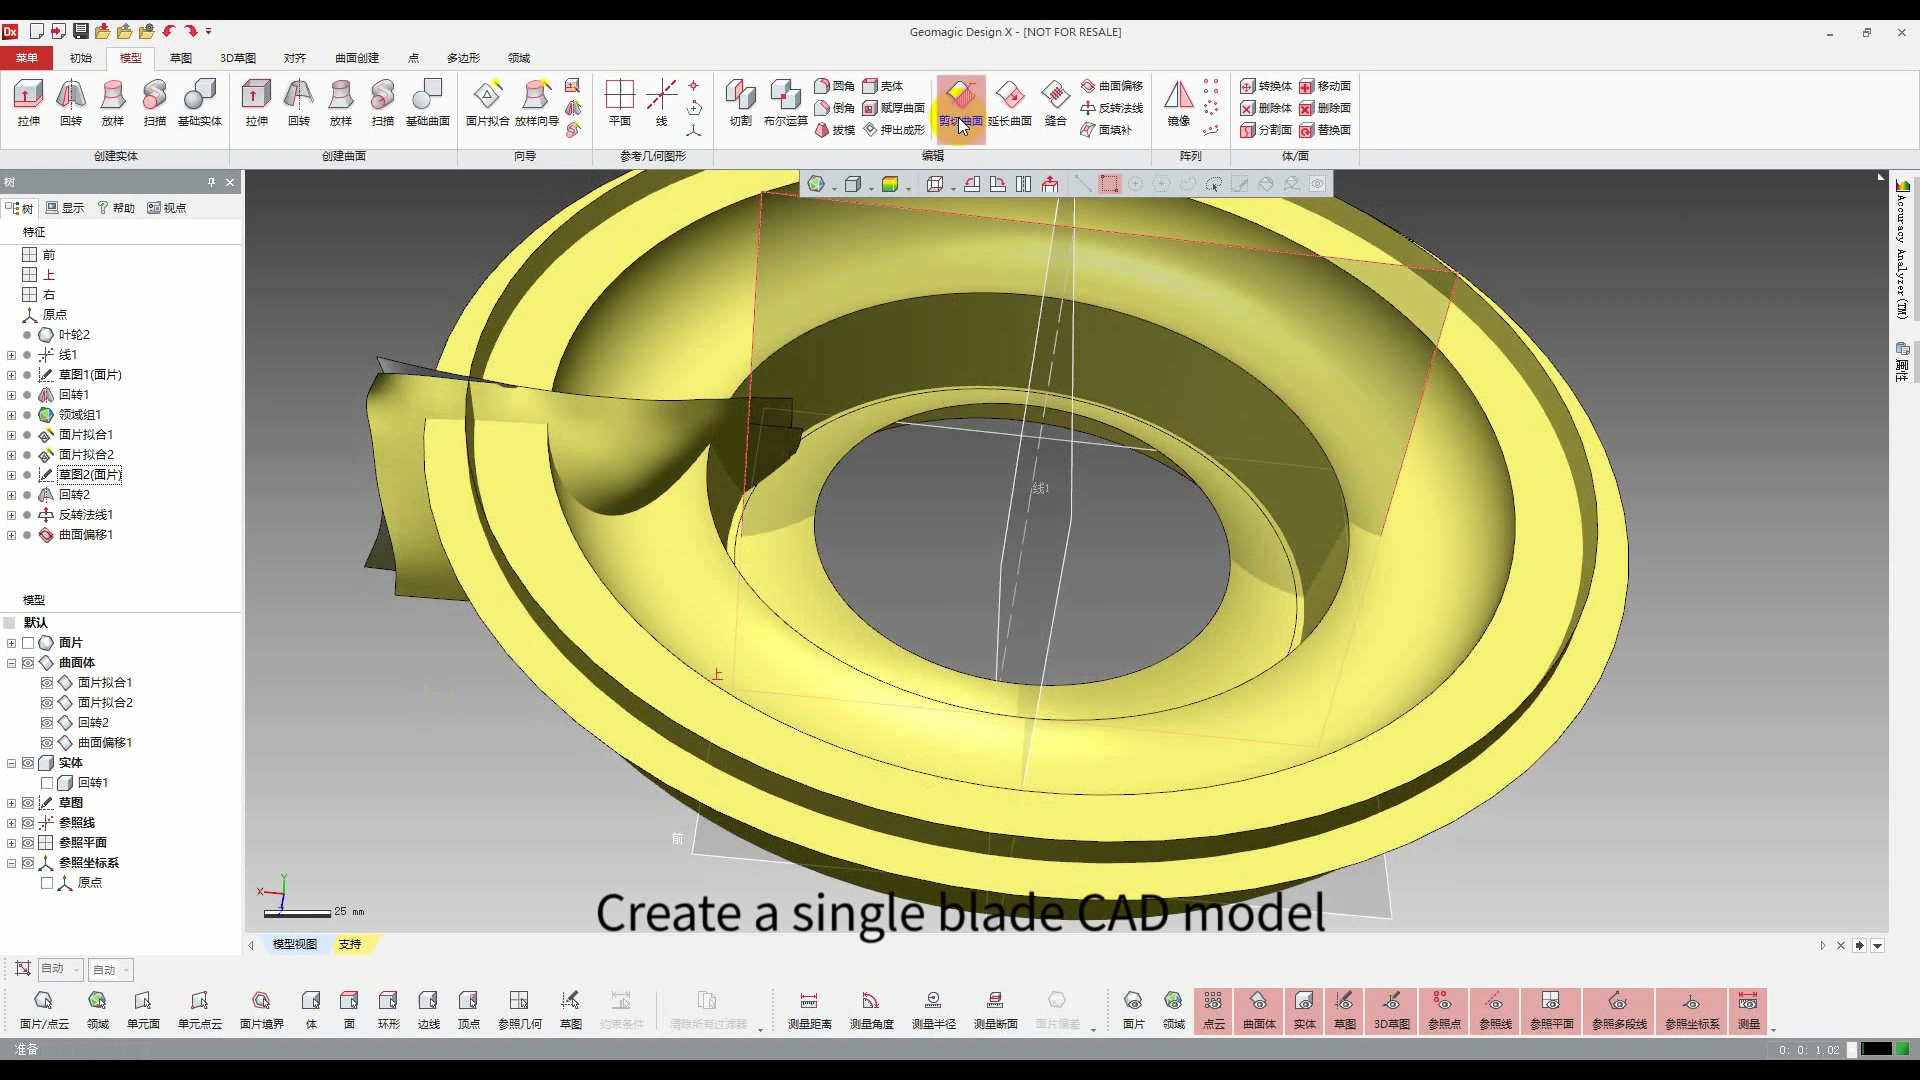 Dx
Geomagic Design X - [NOT FOR RESALE]
菜单 初始 模型 草图 3D草图 对齐 曲面创建 点 多边形 领域
拉伸 回转 放样 扫描 基础实体
创建实体
拉伸 回转 放样 扫描 基础曲面
创建曲面
面片拟合 放样向导
向导
平面 线
参考几何图形
切割 布尔运算 圆角 壳体
倒角 赋厚曲面
拔模 押出成形
剪切曲面 延长曲面 缝合 曲面偏移
反转法线
面填补
编辑
镜像
阵列
转换体 移动面
删除体 删除面
分割面 替换面
体/面
树
树 显示 帮助 视点
特征
前
上
右
原点
叶轮2
线1
草图1(面片)
回转1
领域组1
面片拟合1
面片拟合2
草图2(面片)
回转2
反转法线1
曲面偏移1
模型
默认
面片
曲面体
面片拟合1
面片拟合2
回转2
曲面偏移1
实体
回转1
草图
参照线
参照平面
参照坐标系
原点
线1
上
前
X
Y
Z
25 mm
Create a single blade CAD model
Accuracy Analyzer(TM)
属性
模型视图 支持
自动 自动
面片/点云 领域 单元面 单元点云 面片境界 体 面 环形 边线 顶点 参照几何 草图 约束条件 清除所有过滤器 测量距离 测量角度 测量半径 测量断面 面片偏差 面片 领域 点云 曲面体 实体 草图 3D草图 参照点 参照线 参照平面 参照多段线 参照坐标系 测量
准备
0: 0: 1.02